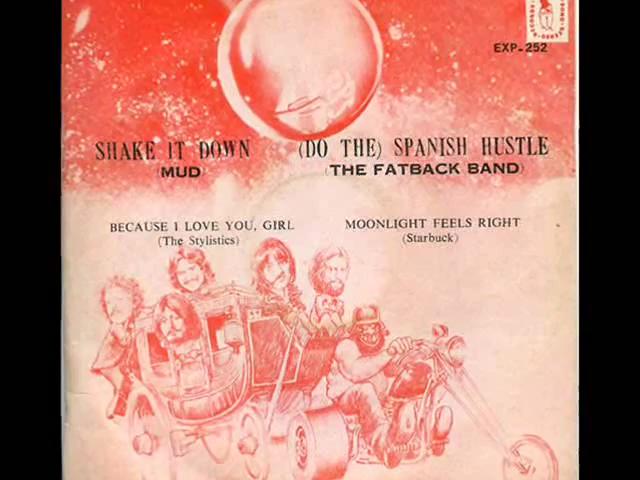 EXP-252
SHAKE IT DOWN
(MUD)
(DO THE) SPANISH HUSTLE
(THE FATBACK BAND)
BECAUSE I LOVE YOU, GIRL
(The Stylistics)
MOONLIGHT FEELS RIGHT
(Starbuck)